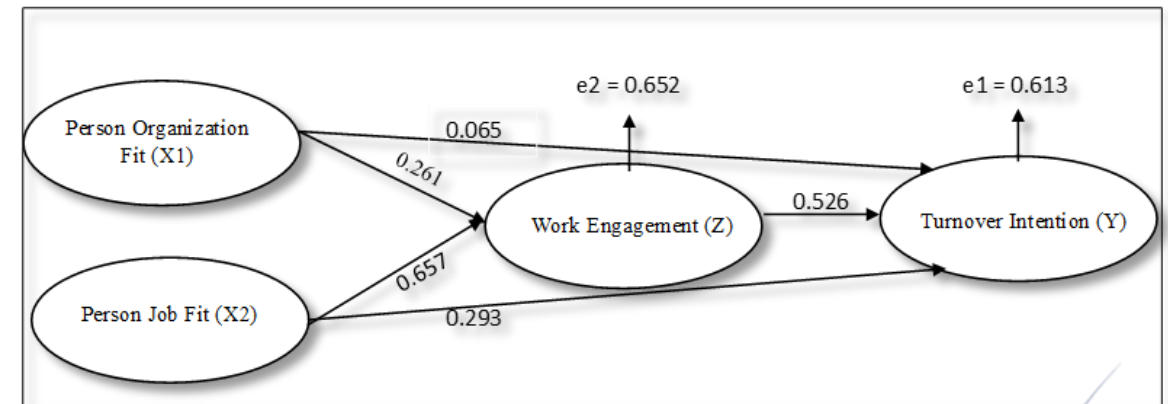 e2 = 0.652
e1 = 0.613
Person Organization
Fit (X1)
0.065
0.261
Work Engagement (Z)
0.526
Turnover Intention (Y)
0.657
Person Job Fit (X2)
0.293